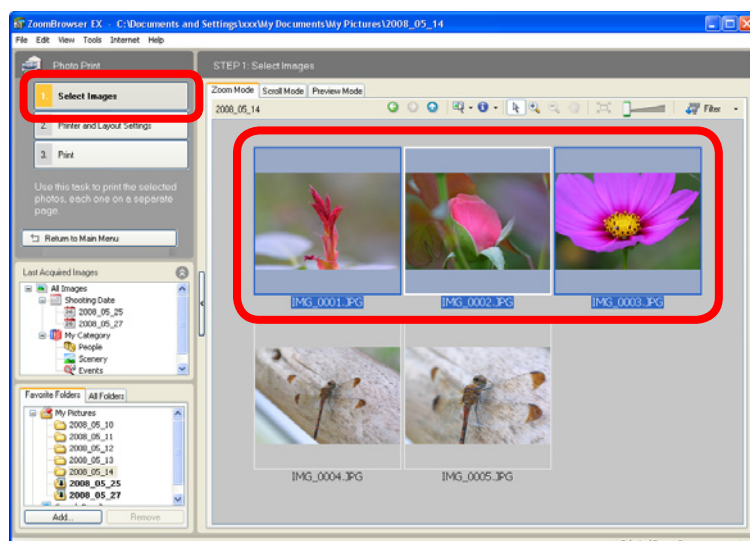 ZoomBrowser EX - C:\Documents and Settings\xxx\My Documents\My Pictures\2008_05_14
File Edit View Tools Internet Help
Photo Print
STEP 1: Select Images
1. Select Images
2. Printer and Layout Settings
3. Print
Use this task to print the selected
photos, each one on a separate
page.
Return to Main Menu
Zoom Mode Scroll Mode Preview Mode
2008_05_14
Filter
IMG_0001.JPG IMG_0002.JPG IMG_0003.JPG
IMG_0004.JPG IMG_0005.JPG
Last Acquired Images
All Images
Shooting Date
2008_05_25
2008_05_27
My Category
People
Scenery
Events
Favorite Folders All Folders
My Pictures
2008_05_10
2008_05_11
2008_05_12
2008_05_13
2008_05_14
2008_05_25
2008_05_27
Add... Remove